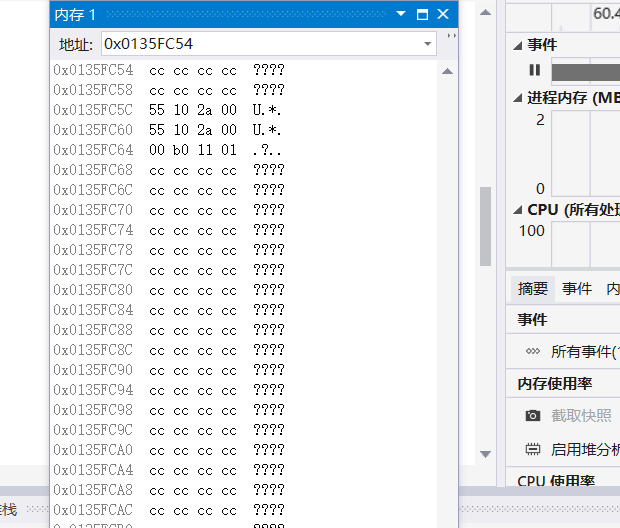 内存 1
地址: 0x0135FC54
0x0135FC54 cc cc cc cc ????
0x0135FC58 cc cc cc cc ????
0x0135FC5C 55 10 2a 00 U.*.
0x0135FC60 55 10 2a 00 U.*.
0x0135FC64 00 b0 11 01 .?..
0x0135FC68 cc cc cc cc ????
0x0135FC6C cc cc cc cc ????
0x0135FC70 cc cc cc cc ????
0x0135FC74 cc cc cc cc ????
0x0135FC78 cc cc cc cc ????
0x0135FC7C cc cc cc cc ????
0x0135FC80 cc cc cc cc ????
0x0135FC84 cc cc cc cc ????
0x0135FC88 cc cc cc cc ????
0x0135FC8C cc cc cc cc ????
0x0135FC90 cc cc cc cc ????
0x0135FC94 cc cc cc cc ????
0x0135FC98 cc cc cc cc ????
0x0135FC9C cc cc cc cc ????
0x0135FCA0 cc cc cc cc ????
0x0135FCA4 cc cc cc cc ????
0x0135FCA8 cc cc cc cc ????
0x0135FCAC cc cc cc cc ????
60.4
事件
进程内存 (MB
2
0
CPU (所有处理
100
摘要 事件 内
事件
所有事件(
内存使用率
截取快照
启用堆分析
CPU 使用率
栈